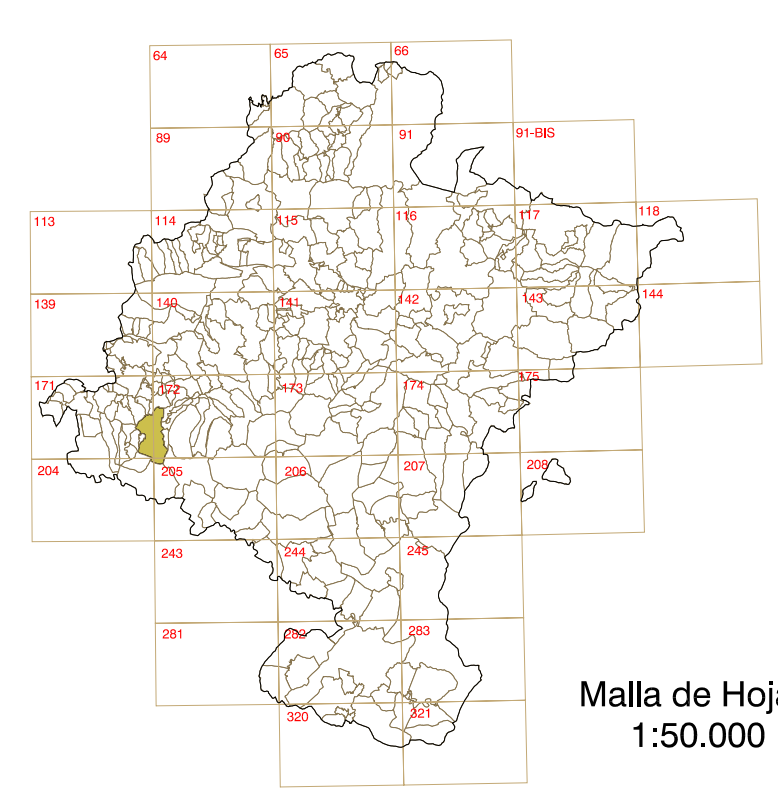 64 65 66
89 90 91 91-BIS
113 114 115 116 117 118
139 140 141 142 143 144
171 172 173 174 175
204 205 206 207 208
243 244 245
281 282 283
320 321
Malla de Hoja
1:50.000